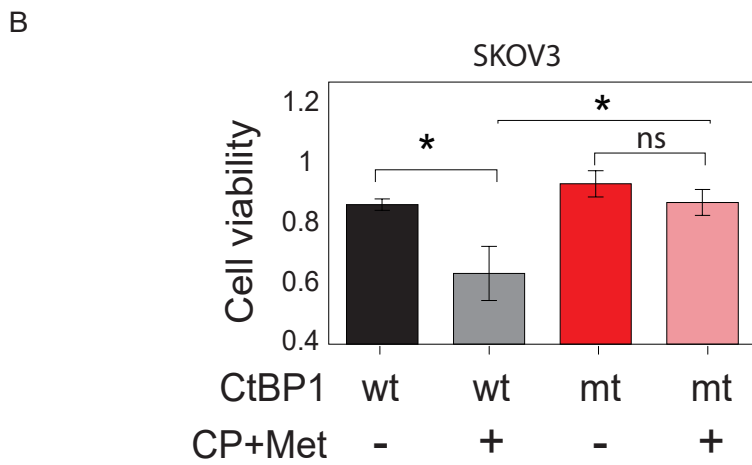 B
SKOV3
Cell viability
1.2
1
0.8
0.6
0.4
*
*
ns
CtBP1 wt wt mt mt
CP+Met - + - +